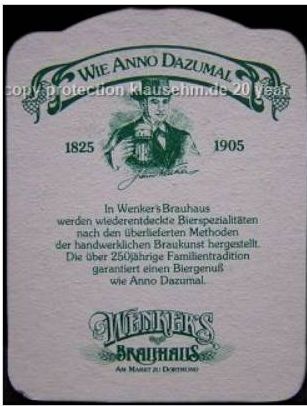 WIE ANNO DAZUMAL
copy protection klausehm.de 20 year
1825 1905
In Wenker's Brauhaus
werden wiederentdeckte Bierspezialitäten
nach den überlieferten Methoden
der handwerklichen Braukunst hergestellt.
Die über 250jährige Familientradition
garantiert einen Biergenuß
wie Anno Dazumal.
WENKER'S
BRAUHAUS
AM MARKT ZU DORTMUND